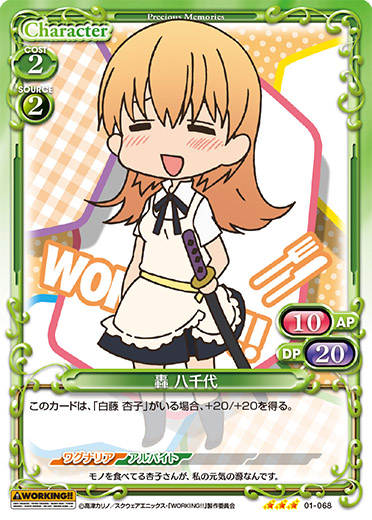 Precious Memories
Character
COST
2
SOURCE
2
WORKING!!
10 AP
DP 20
轟 八千代
このカードは、「白藤 杏子」がいる場合、+20/+20を得る。
ワグナリア アルバイト
モノを食べてる杏子さんが、私の元気の源なんです。
WORKING!!
01-068
©高津カリノ/スクウェアエニックス・「WORKING!!」製作委員会